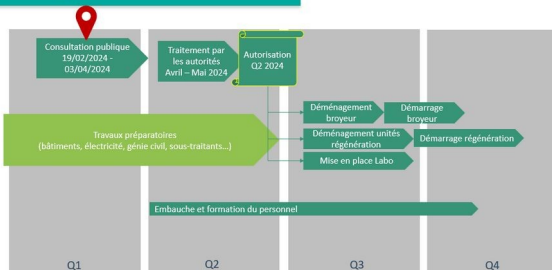 Consultation publique
19/02/2024 -
03/04/2024
Traitement par
les autorités
Avril – Mai 2024
Autorisation
Q2 2024
Déménagement
broyeur
Démarrage
broyeur
Travaux préparatoires
(bâtiments, électricité, génie civil, sous-traitants...)
Déménagement unités
régénération
Démarrage régénération
Mise en place Labo
Embauche et formation du personnel
Q1
Q2
Q3
Q4